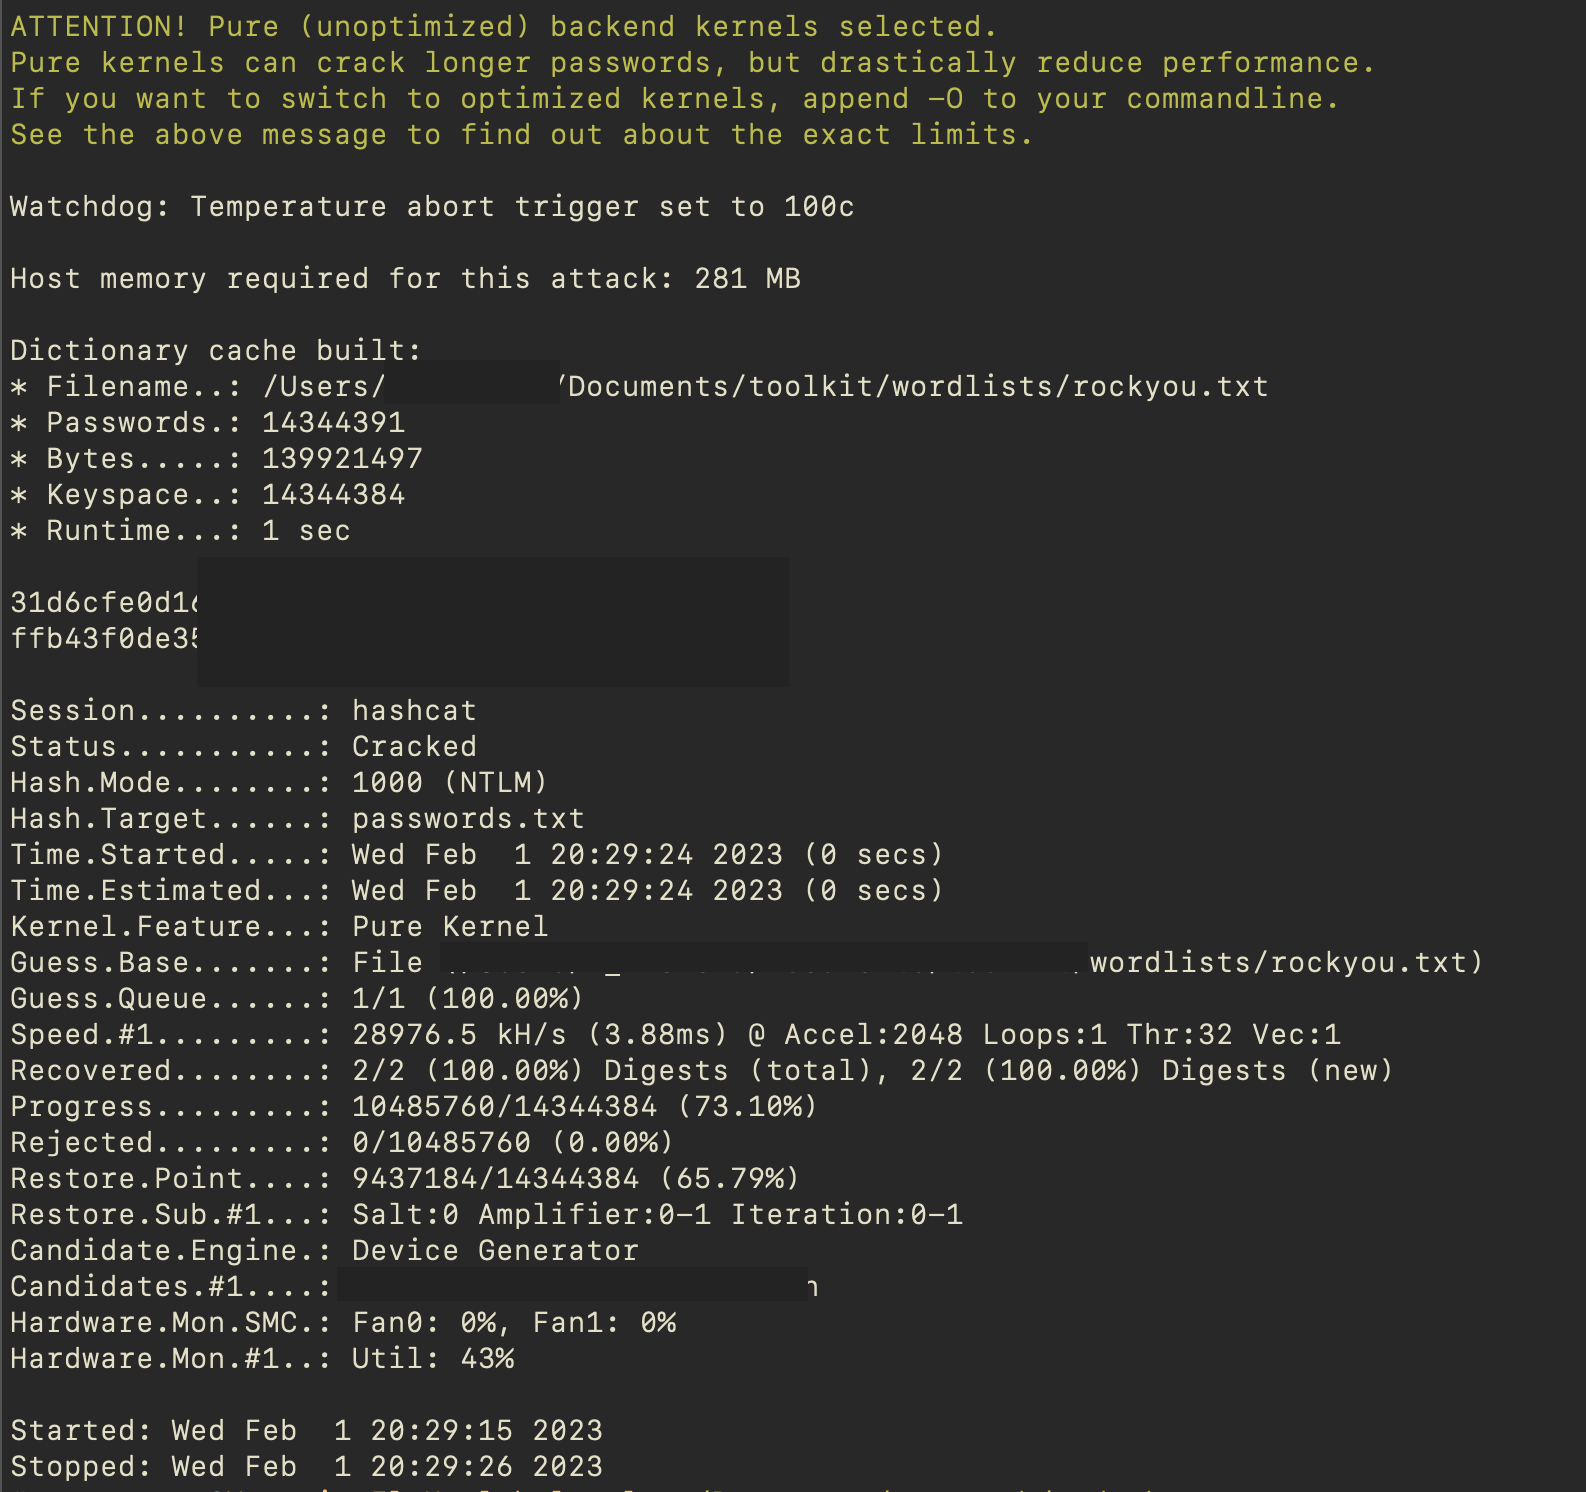 ATTENTION! Pure (unoptimized) backend kernels selected.
Pure kernels can crack longer passwords, but drastically reduce performance.
If you want to switch to optimized kernels, append -O to your commandline.
See the above message to find out about the exact limits.
Watchdog: Temperature abort trigger set to 100c
Host memory required for this attack: 281 MB
Dictionary cache built:
* Filename..: /Users/ /Documents/toolkit/wordlists/rockyou.txt
* Passwords.: 14344391
* Bytes.....: 139921497
* Keyspace..: 14344384
* Runtime...: 1 sec
31d6cfe0d1
ffb43f0de3
Session..........: hashcat
Status...........: Cracked
Hash.Mode........: 1000 (NTLM)
Hash.Target......: passwords.txt
Time.Started.....: Wed Feb  1 20:29:24 2023 (0 secs)
Time.Estimated...: Wed Feb  1 20:29:24 2023 (0 secs)
Kernel.Feature...: Pure Kernel
Guess.Base.......: File wordlists/rockyou.txt)
Guess.Queue......: 1/1 (100.00%)
Speed.#1.........: 28976.5 kH/s (3.88ms) @ Accel:2048 Loops:1 Thr:32 Vec:1
Recovered........: 2/2 (100.00%) Digests (total), 2/2 (100.00%) Digests (new)
Progress.........: 10485760/14344384 (73.10%)
Rejected.........: 0/10485760 (0.00%)
Restore.Point....: 9437184/14344384 (65.79%)
Restore.Sub.#1...: Salt:0 Amplifier:0-1 Iteration:0-1
Candidate.Engine.: Device Generator
Candidates.#1....:
Hardware.Mon.SMC.: Fan0: 0%, Fan1: 0%
Hardware.Mon.#1..: Util: 43%
Started: Wed Feb  1 20:29:15 2023
Stopped: Wed Feb  1 20:29:26 2023